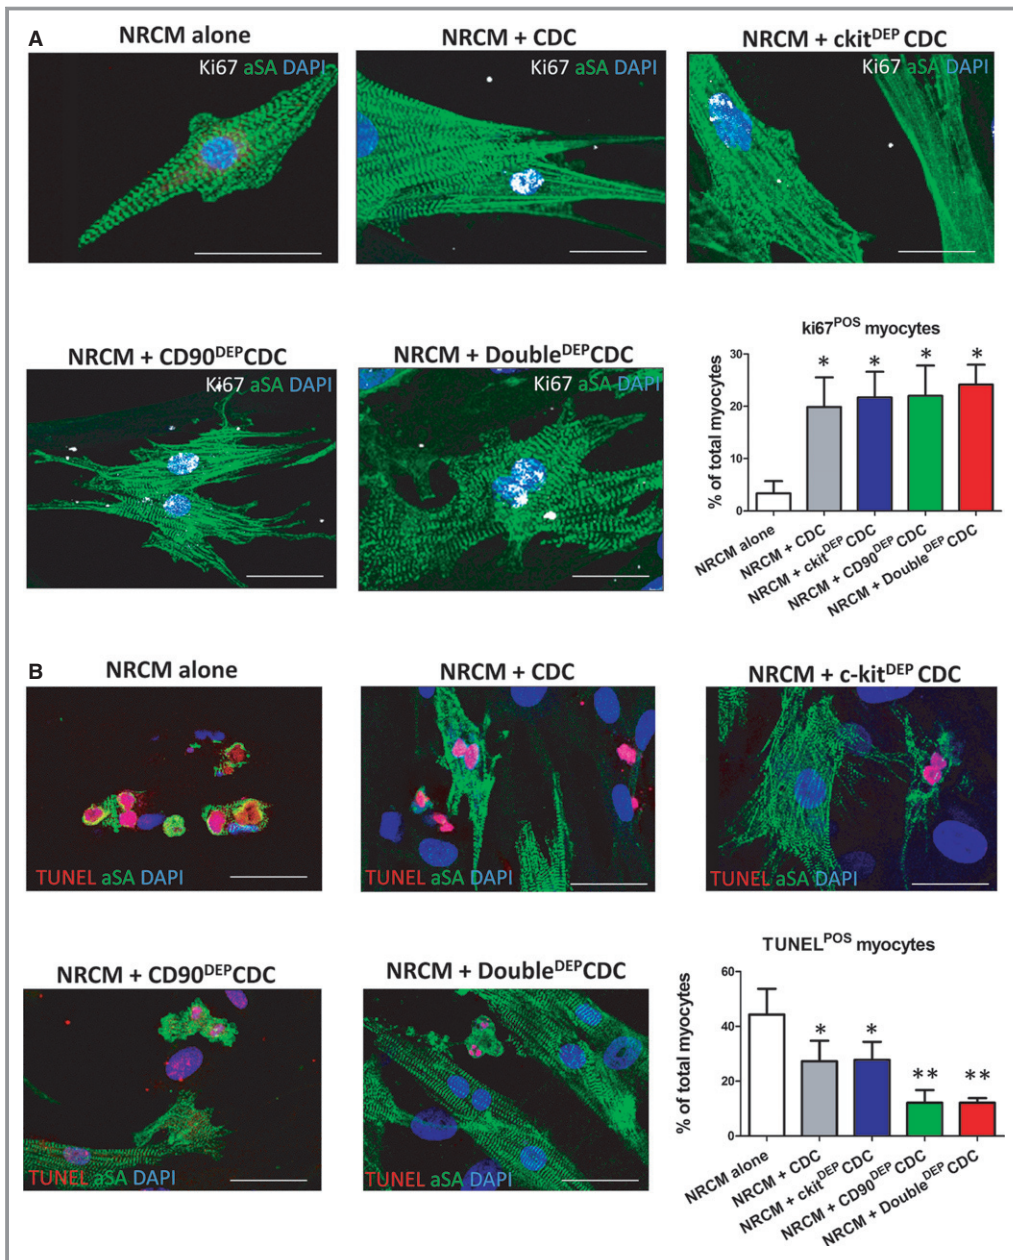 A
NRCM alone
Ki67 aSA DAPI
NRCM + CDC
Ki67 aSA DAPI
NRCM + ckitDEP CDC
Ki67 aSA DAPI
NRCM + CD90DEPCDC
Ki67 aSA DAPI
NRCM + DoubleDEPCDC
Ki67 aSA DAPI
ki67POS myocytes
% of total myocytes
30
20
10
0
*
*
*
*
NRCM alone
NRCM + CDC
NRCM + ckitDEP CDC
NRCM + CD90DEP CDC
NRCM + DoubleDEP CDC
B
NRCM alone
TUNEL aSA DAPI
NRCM + CDC
TUNEL aSA DAPI
NRCM + c-kitDEP CDC
TUNEL aSA DAPI
NRCM + CD90DEPCDC
TUNEL aSA DAPI
NRCM + DoubleDEPCDC
TUNEL aSA DAPI
TUNELPOS myocytes
% of total myocytes
60
40
20
0
*
*
**
**
NRCM alone
NRCM + CDC
NRCM + ckitDEP CDC
NRCM + CD90DEP CDC
NRCM + DoubleDEP CDC